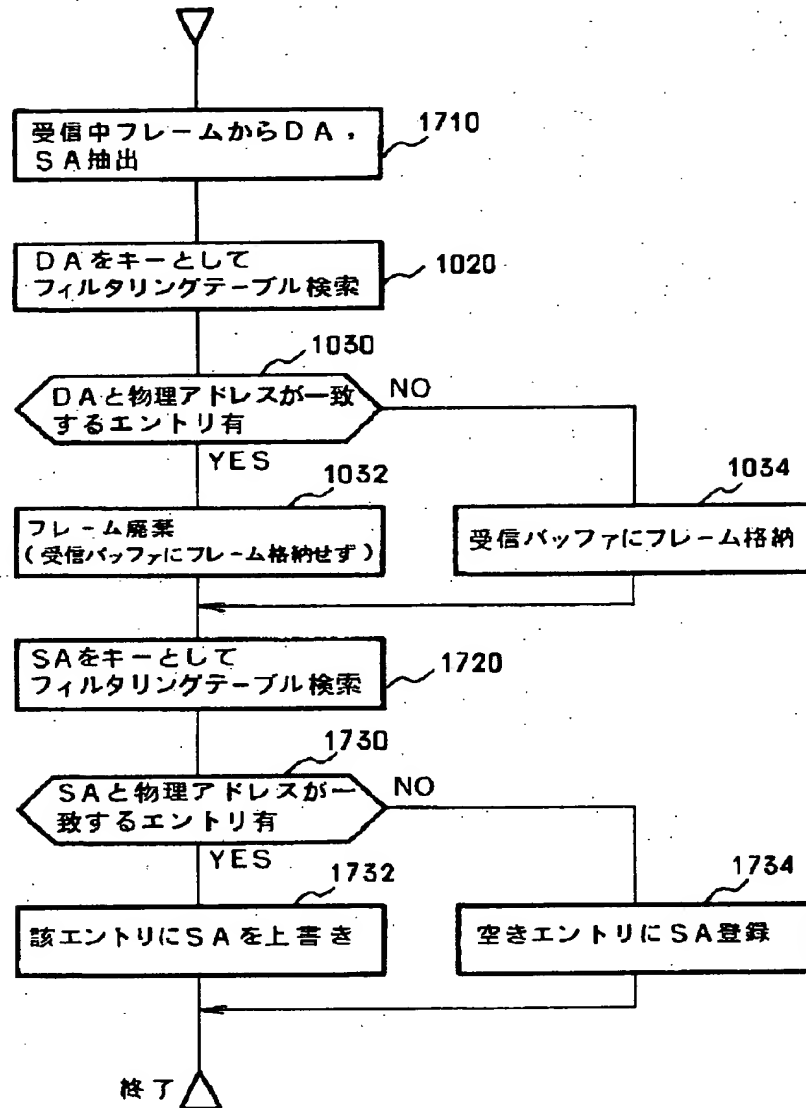 受信中フレームからDA，
SA抽出
1710
DAをキーとして
フィルタリングテーブル検索
1020
1030
DAと物理アドレスが一致
するエントリ有
NO
YES
1032
1034
フレーム廃棄
(受信バッファにフレーム格納せず)
受信バッファにフレーム格納
SAをキーとして
フィルタリングテーブル検索
1720
1730
SAと物理アドレスが一
致するエントリ有
NO
YES
1732
1734
該エントリにSAを上書き
空きエントリにSA登録
終了